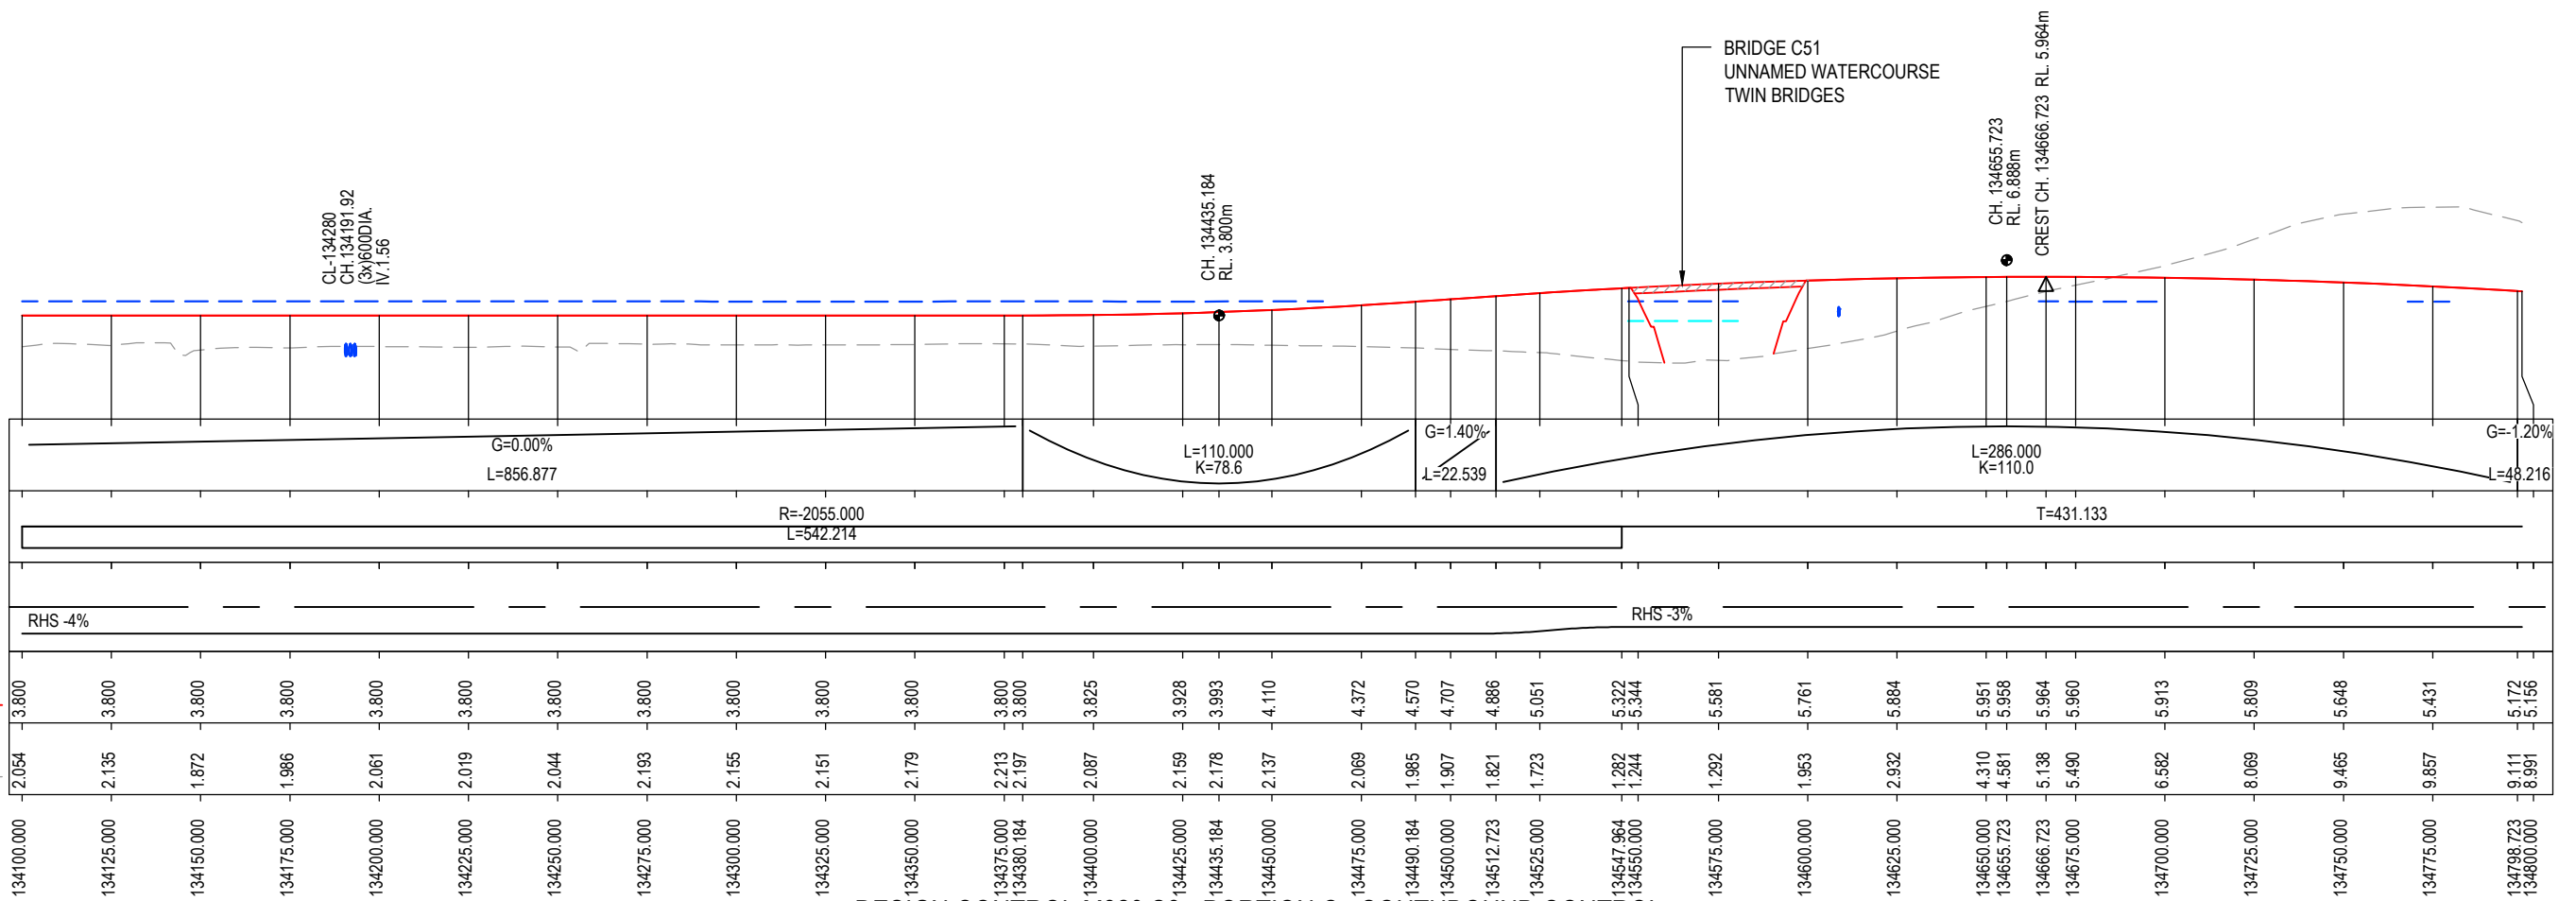 BRIDGE C51
UNNAMED WATERCOURSE
TWIN BRIDGES
CL-134280
CH.134191.92
(3x)600DIA.
IV.1.56
CH. 134435.184
RL. 3.800m
CH. 134655.723
RL. 6.888m
CREST CH. 134666.723 RL. 5.964m
G=0.00%
L=856.877
L=110.000
K=78.6
G=1.40%
L=22.539
L=286.000
K=110.0
G=-1.20%
L=48.216
R=-2055.000
L=542.214
T=431.133
RHS -4%
RHS -3%
3.800 3.800 3.800 3.800 3.800 3.800 3.800 3.800 3.800 3.800 3.800 3.800 3.800 3.825 3.928 3.993 4.110 4.372 4.570 4.707 4.886 5.051 5.322 5.344 5.581 5.761 5.884 5.951 5.958 5.964 5.960 5.913 5.809 5.648 5.431 5.172 5.156
2.054 2.135 1.872 1.986 2.061 2.019 2.044 2.193 2.155 2.151 2.179 2.213 2.197 2.087 2.159 2.178 2.137 2.069 1.985 1.907 1.821 1.723 1.282 1.244 1.292 1.953 2.932 4.310 4.581 5.138 5.490 6.582 8.069 9.465 9.857 9.111 8.991
134100.000 134125.000 134150.000 134175.000 134200.000 134225.000 134250.000 134275.000 134300.000 134325.000 134350.000 134375.000 134380.184 134400.000 134425.000 134435.184 134450.000 134475.000 134490.184 134500.000 134512.723 134525.000 134547.964 134550.000 134575.000 134600.000 134625.000 134650.000 134655.723 134666.723 134675.000 134700.000 134725.000 134750.000 134775.000 134798.723 134800.000